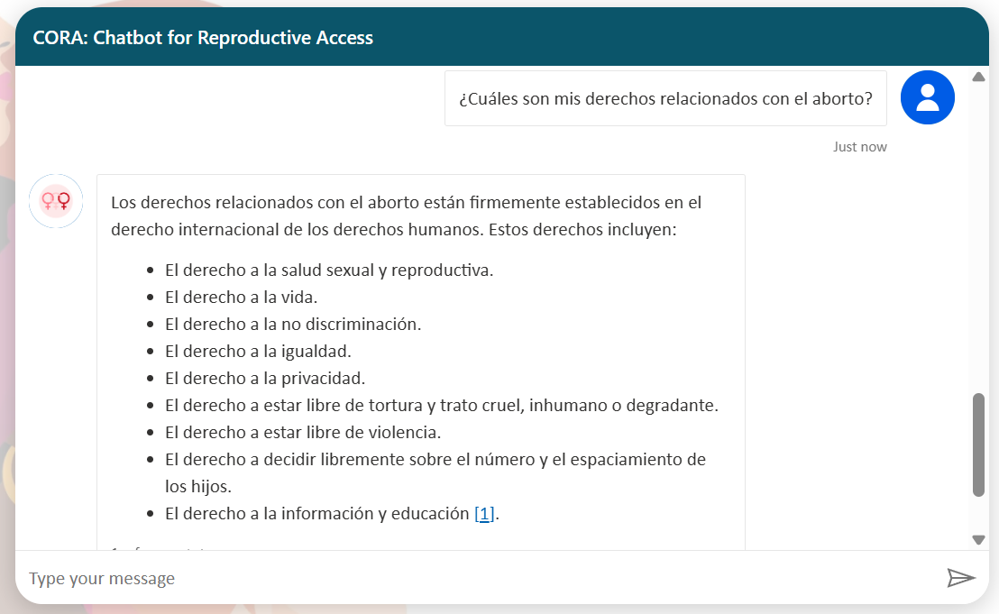 CORA: Chatbot for Reproductive Access
¿Cuáles son mis derechos relacionados con el aborto?
Just now
Los derechos relacionados con el aborto están firmemente establecidos en el
derecho internacional de los derechos humanos. Estos derechos incluyen:
• El derecho a la salud sexual y reproductiva.
• El derecho a la vida.
• El derecho a la no discriminación.
• El derecho a la igualdad.
• El derecho a la privacidad.
• El derecho a estar libre de tortura y trato cruel, inhumano o degradante.
• El derecho a estar libre de violencia.
• El derecho a decidir libremente sobre el número y el espaciamiento de
los hijos.
• El derecho a la información y educación [1].
Type your message